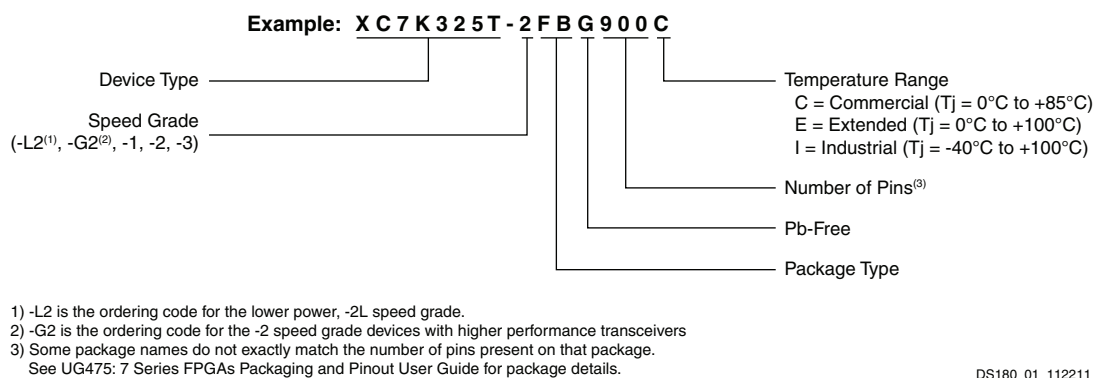 Example: XC7K325T-2FBG900C
Device Type
Speed Grade
(-L2(1), -G2(2), -1, -2, -3)
Temperature Range
C = Commercial (Tj = 0°C to +85°C)
E = Extended (Tj = 0°C to +100°C)
I = Industrial (Tj = -40°C to +100°C)
Number of Pins(3)
Pb-Free
Package Type
1) -L2 is the ordering code for the lower power, -2L speed grade.
2) -G2 is the ordering code for the -2 speed grade devices with higher performance transceivers
3) Some package names do not exactly match the number of pins present on that package.
See UG475: 7 Series FPGAs Packaging and Pinout User Guide for package details.
DS180_01_112211